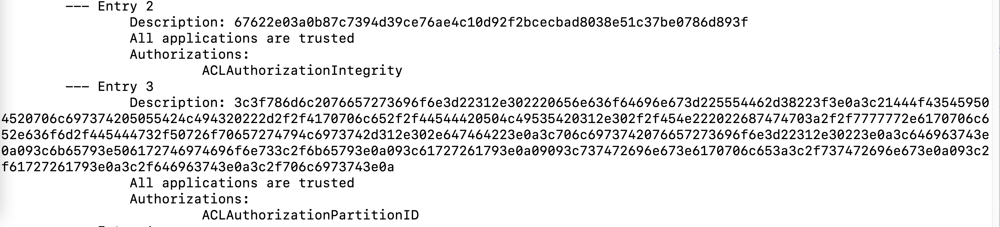 --- Entry 2
Description: 67622e03a0b87c7394d39ce76ae4c10d92f2bcecbad8038e51c37be0786d893f
All applications are trusted
Authorizations:
ACLAuthorizationIntegrity
--- Entry 3
Description: 3c3f786d6c2076657273696f6e3d22312e302220656e636f64696e673d225554462d38223f3e0a3c21444f43545950
4520706c697374205055424c494320222d2f2f4170706c652f2f44544420504c49535420312e302f2f454e222022687474703a2f2f7777772e6170706c6
52e636f6d2f445444732f50726f70657274794c6973742d312e302e647464223e0a3c706c6973742076657273696f6e3d22312e30223e0a3c646963743e
0a093c6b65793e506172746974696f6e733c2f6b65793e0a093c61727261793e0a09093c737472696e673e6170706c653a3c2f737472696e673e0a093c2
f61727261793e0a3c2f646963743e0a3c2f706c6973743e0a
All applications are trusted
Authorizations:
ACLAuthorizationPartitionID